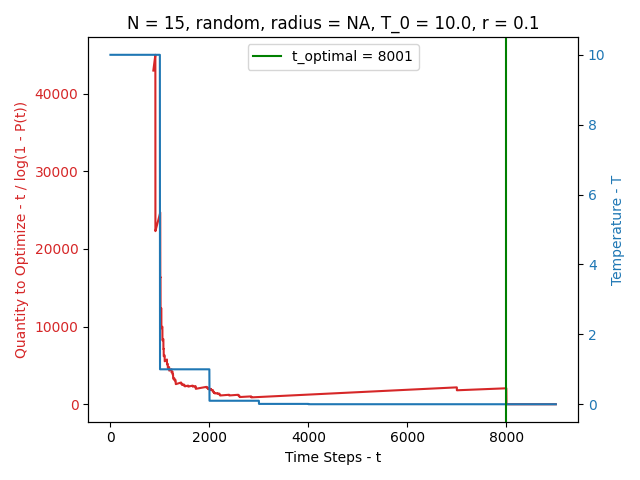 N = 15, random, radius = NA, T_0 = 10.0, r = 0.1
t_optimal = 8001
Quantity to Optimize - t / log(1 - P(t))
40000
30000
20000
10000
0
10
8
6
4
2
0
Temperature - T
0 2000 4000 6000 8000
Time Steps - t